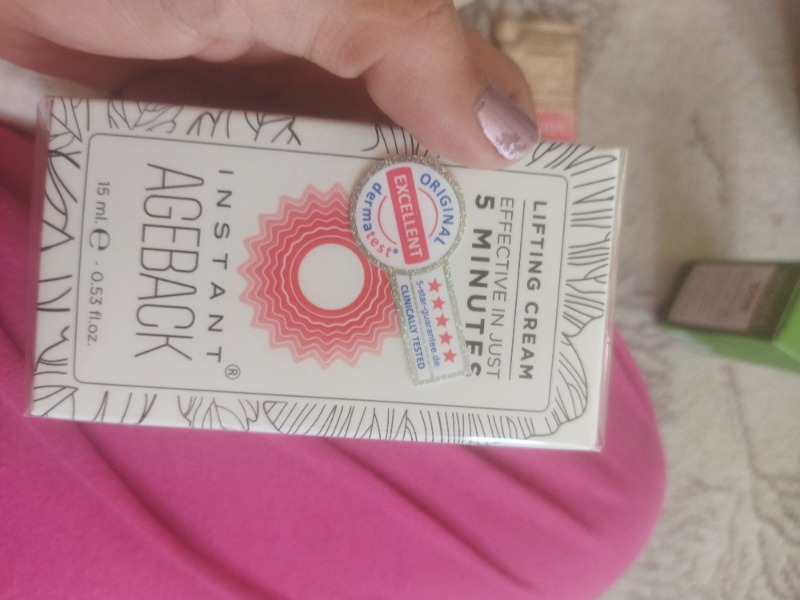 LIFTING CREAM
EFFECTIVE IN JUST
5 MINUTES
ORIGINAL
EXCELLENT
dermatest®
5-star-guarantee.de
CLINICALLY TESTED
INSTANT
AGEBACK®
15 ml. e - 0.53 fl.oz.